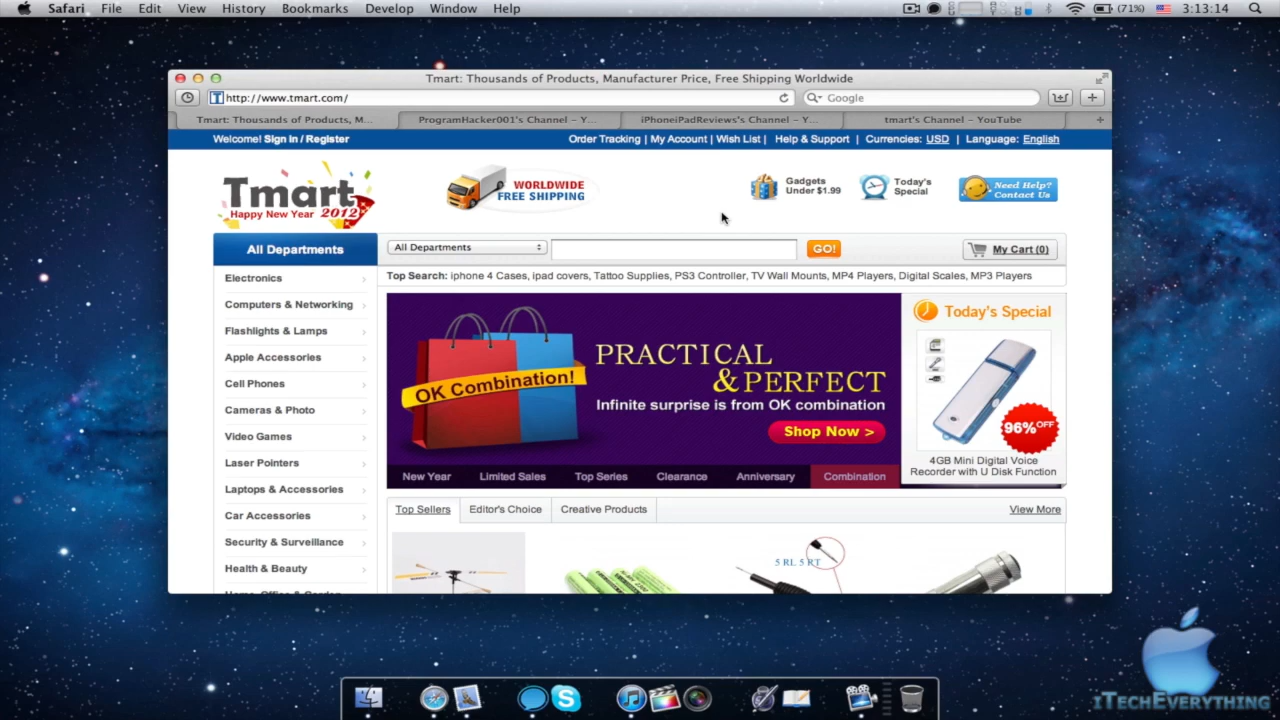 Safari File Edit View History Bookmarks Develop Window Help (71%) 3:13:14
Tmart: Thousands of Products, Manufacturer Price, Free Shipping Worldwide
http://www.tmart.com/ Google
Tmart: Thousands of Products, M... ProgramHacker001's Channel – Y... iPhoneiPadReviews's Channel – Y... tmart's Channel – YouTube
Welcome! Sign In / Register Order Tracking | My Account | Wish List | Help & Support | Currencies: USD | Language: English
Tmart
Happy New Year 2012
WORLDWIDE
FREE SHIPPING
Gadgets
Under $1.99
Today's
Special
Need Help?
Contact Us
All Departments
All Departments
GO!
My Cart (0)
Top Search: iphone 4 Cases, ipad covers, Tattoo Supplies, PS3 Controller, TV Wall Mounts, MP4 Players, Digital Scales, MP3 Players
Electronics
Computers & Networking
Flashlights & Lamps
Apple Accessories
Cell Phones
Cameras & Photo
Video Games
Laser Pointers
Laptops & Accessories
Car Accessories
Security & Surveillance
Health & Beauty
Home, Office & Garden
OK Combination!
PRACTICAL
&PERFECT
Infinite surprise is from OK combination
Shop Now >
New Year Limited Sales Top Series Clearance Anniversary Combination
Today's Special
96% OFF
4GB Mini Digital Voice
Recorder with U Disk Function
Top Sellers Editor's Choice Creative Products View More
5 RL 5 RT
iTechEverything